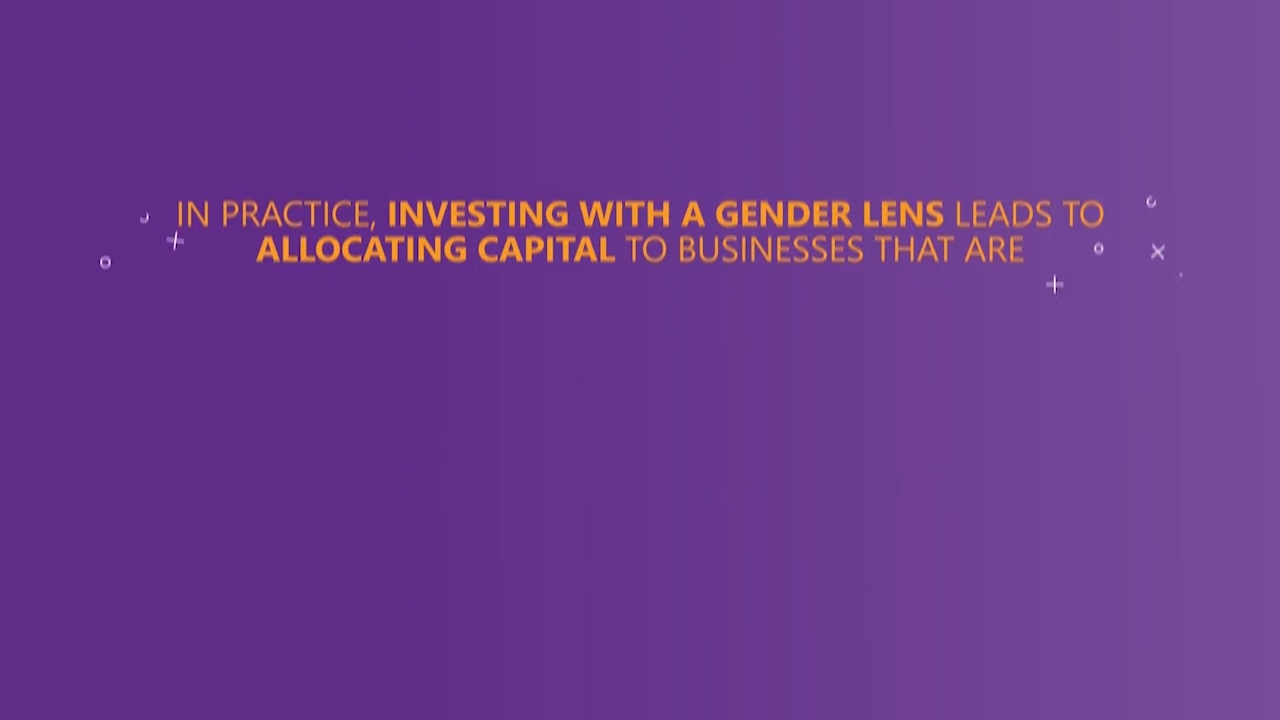 IN PRACTICE, INVESTING WITH A GENDER LENS LEADS TO
ALLOCATING CAPITAL TO BUSINESSES THAT ARE